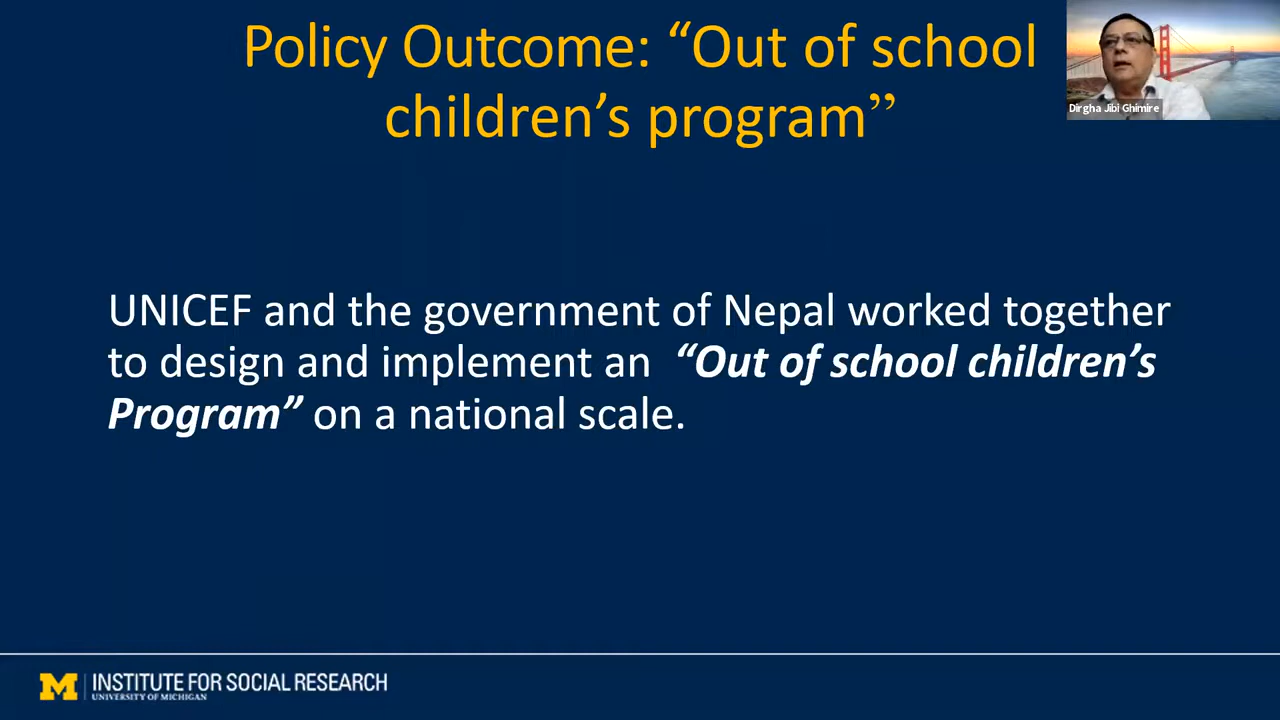 Policy Outcome: “Out of school
children’s program”
Dirgha Jibi Ghimire
UNICEF and the government of Nepal worked together
to design and implement an “Out of school children’s
Program” on a national scale.
M INSTITUTE FOR SOCIAL RESEARCH
UNIVERSITY OF MICHIGAN